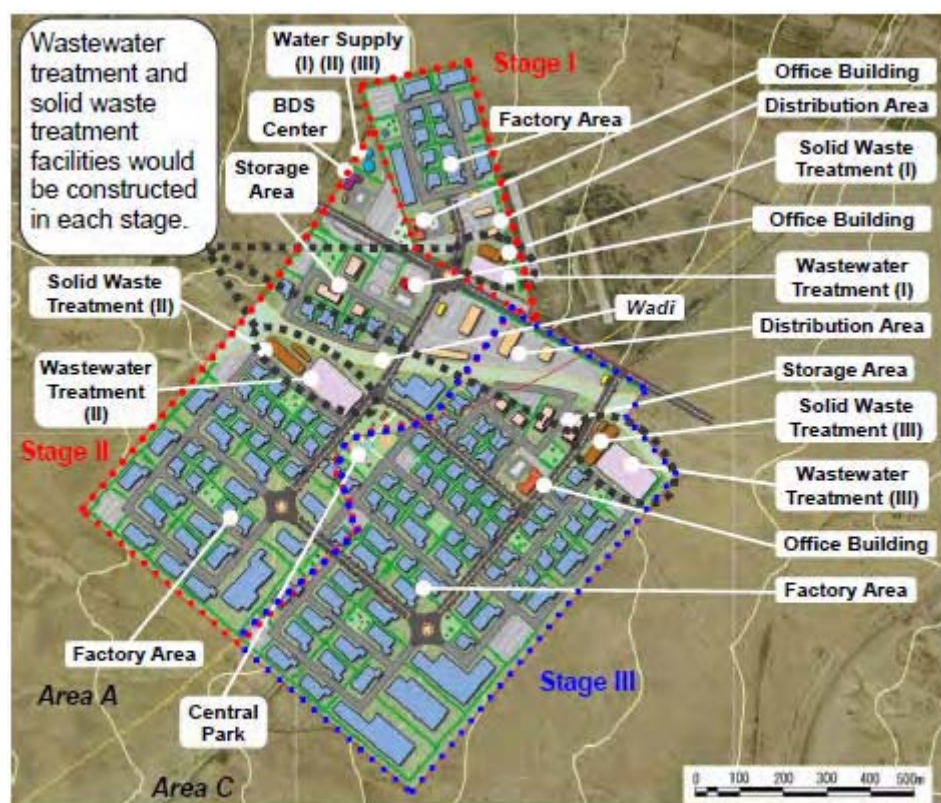 Wastewater
treatment and
solid waste
treatment
facilities would
be constructed
in each stage.
Water Supply
(I) (II) (III)
BDS
Center
Storage
Area
Stage I
Factory Area
Office Building
Distribution Area
Solid Waste
Treatment (I)
Office Building
Wastewater
Treatment (I)
Wadi
Distribution Area
Storage Area
Solid Waste
Treatment (III)
Wastewater
Treatment (III)
Office Building
Factory Area
Solid Waste
Treatment (II)
Wastewater
Treatment
(II)
Stage II
Factory Area
Area A
Central
Park
Area C
Stage III
0 100 200 300 400 500m